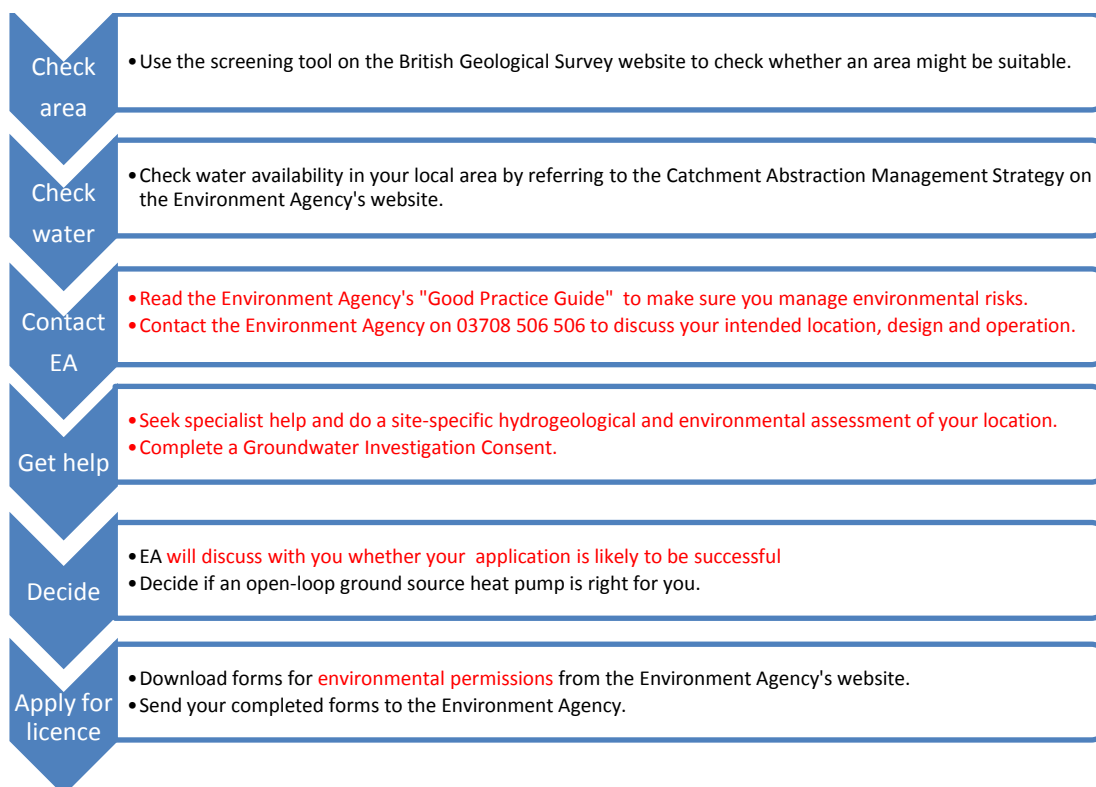 Check
area
•Use the screening tool on the British Geological Survey website to check whether an area might be suitable.
Check
water
•Check water availability in your local area by referring to the Catchment Abstraction Management Strategy on
the Environment Agency's website.
Contact
EA
•Read the Environment Agency's "Good Practice Guide" to make sure you manage environmental risks.
•Contact the Environment Agency on 03708 506 506 to discuss your intended location, design and operation.
Get help
•Seek specialist help and do a site-specific hydrogeological and environmental assessment of your location.
•Complete a Groundwater Investigation Consent.
Decide
•EA will discuss with you whether your application is likely to be successful
•Decide if an open-loop ground source heat pump is right for you.
Apply for
licence
•Download forms for environmental permissions from the Environment Agency's website.
•Send your completed forms to the Environment Agency.